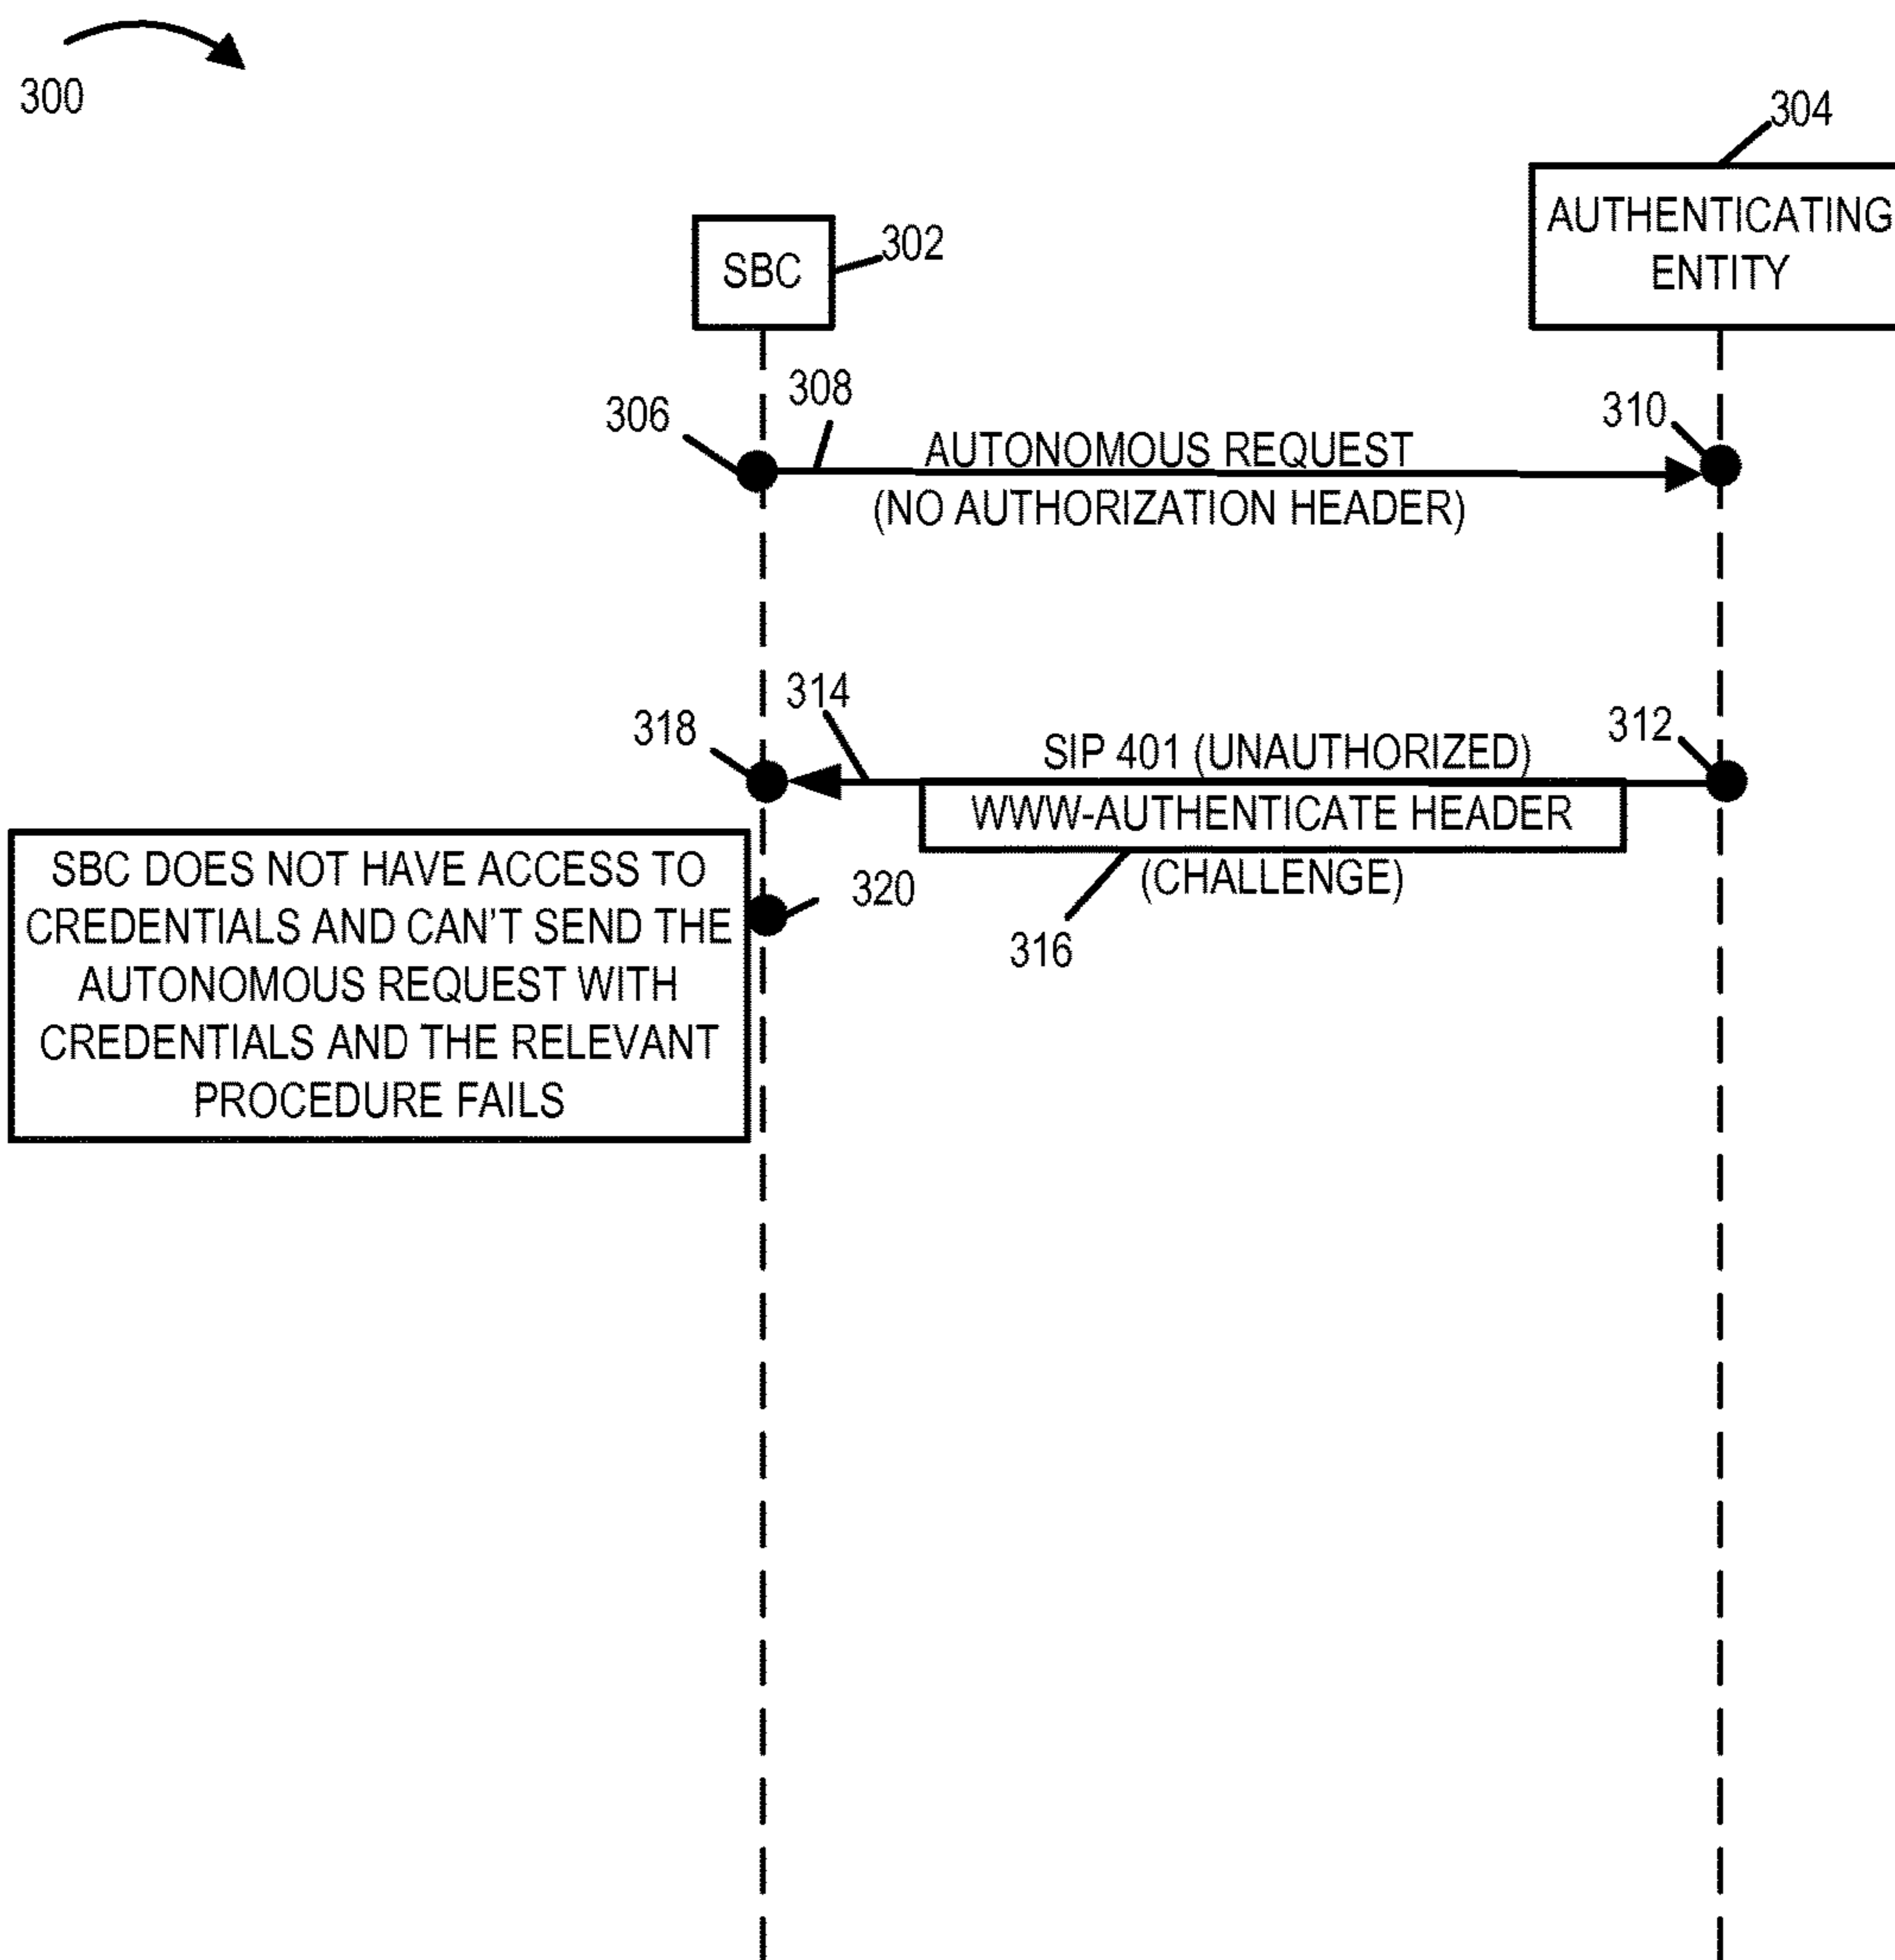 300
304
AUTHENTICATING
ENTITY
SBC
302
306
308
310
AUTONOMOUS REQUEST
(NO AUTHORIZATION HEADER)
314
318
312
SIP 401 (UNAUTHORIZED)
WWW-AUTHENTICATE HEADER
(CHALLENGE)
316
320
SBC DOES NOT HAVE ACCESS TO
CREDENTIALS AND CAN'T SEND THE
AUTONOMOUS REQUEST WITH
CREDENTIALS AND THE RELEVANT
PROCEDURE FAILS